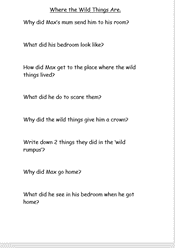 Where the Wild Things Are.
Why did Max's mum send him to his room?
What did his bedroom look like?
How did Max get to the place where the wild
things lived?
What did he do to scare them?
Why did the wild things give him a crown?
Write down 2 things they did in the 'wild
rumpus'?
Why did Max go home?
What did he see in his bedroom when he got
home?